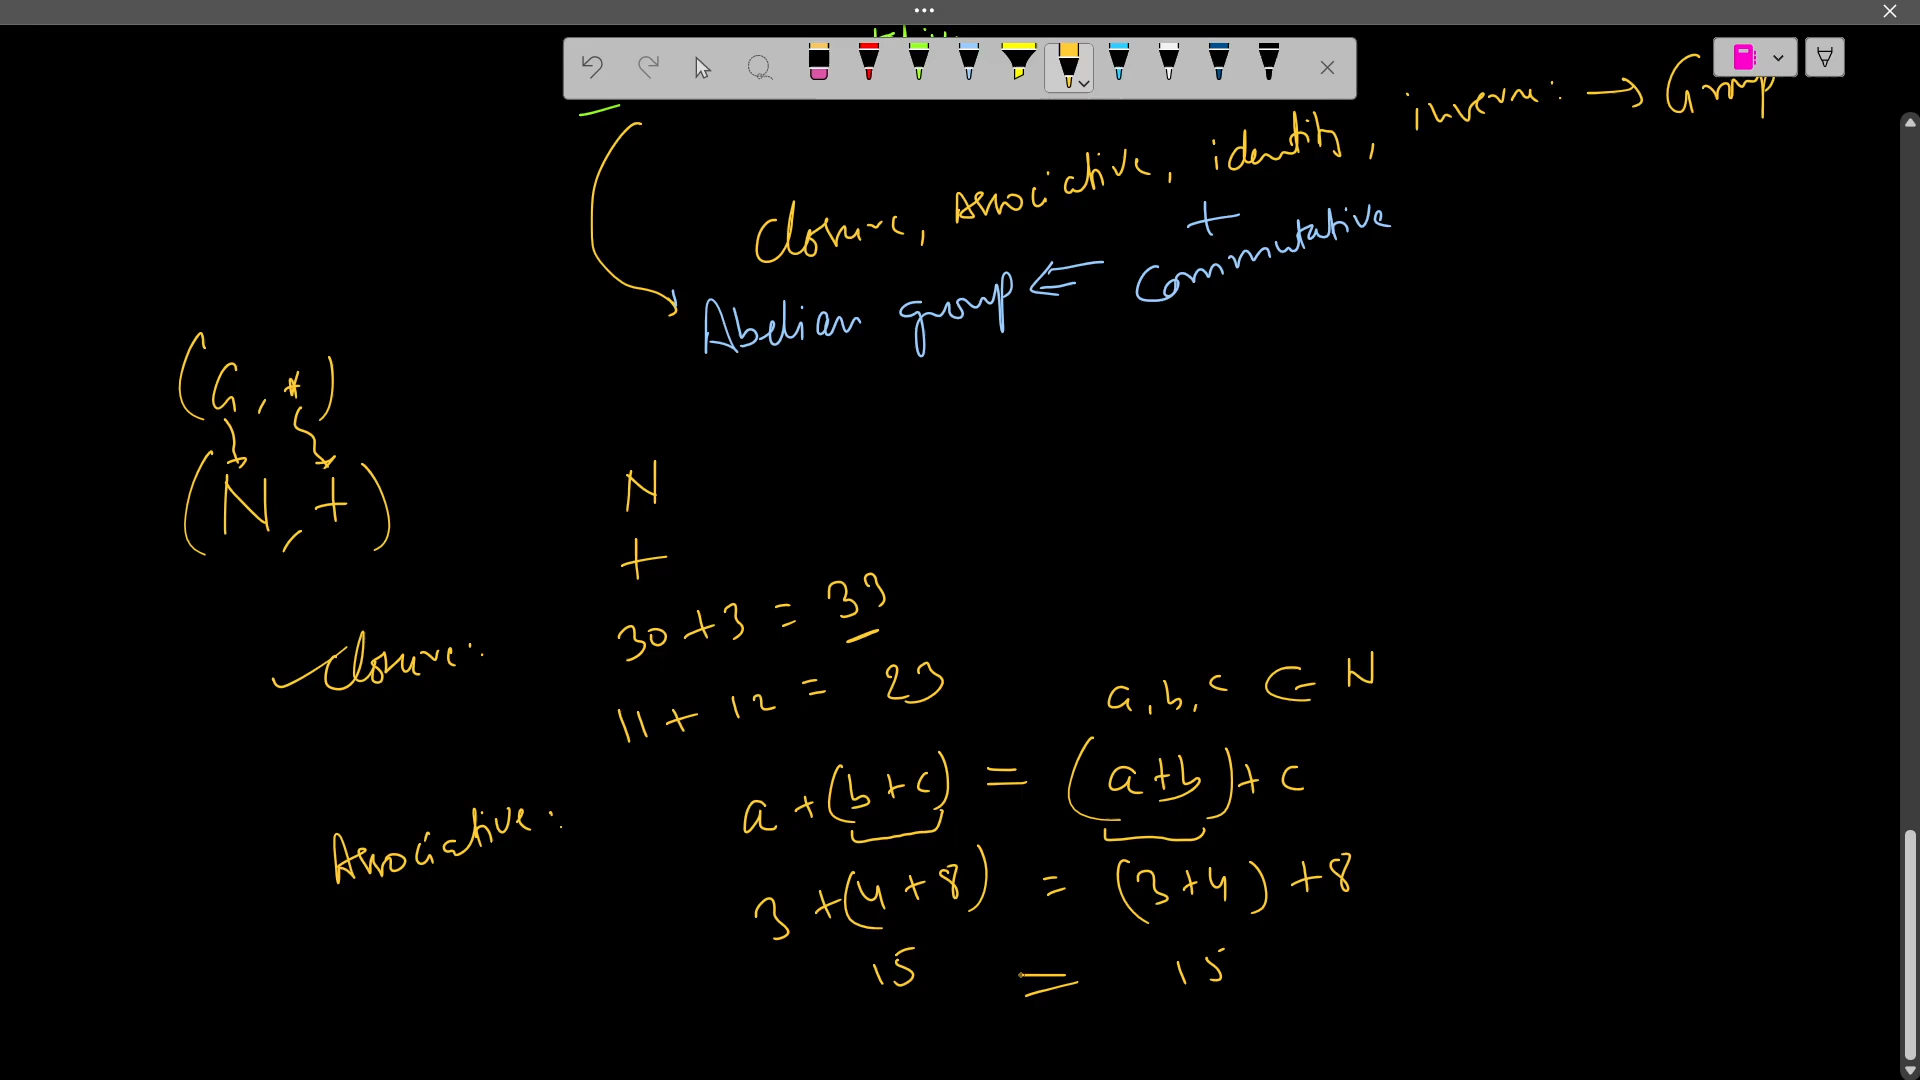 Closure, Associative, identity, inverse: → Group
+
Abelian group ⇐ Commutative
(G, *)
(N, +)
N
+
30 + 3 = 33
✓ Closure:
11 + 12 = 23
a, b, c ∈ N
a + (b + c) = (a + b) + c
Associative:
3 + (4 + 8) = (3 + 4) + 8
15 = 15